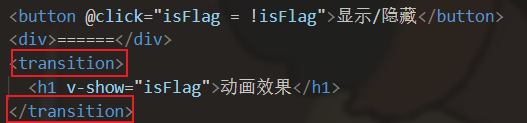 <button @click="isFlag = !isFlag">显示/隐藏</button>
<div>======</div>
<transition>
<h1 v-show="isFlag">动画效果</h1>
</transition>